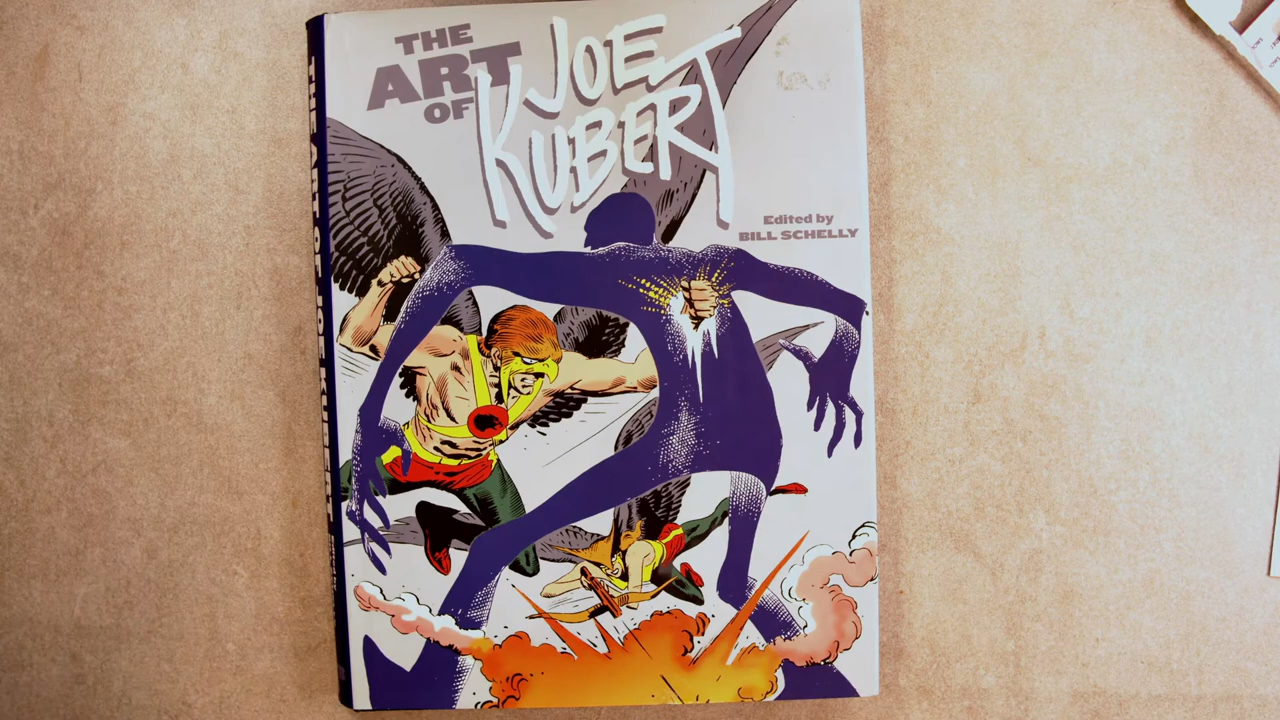 THE
ART
OF
JOE
KUBERT
Edited by
BILL SCHELLY
THE ART OF JOE KUBERT